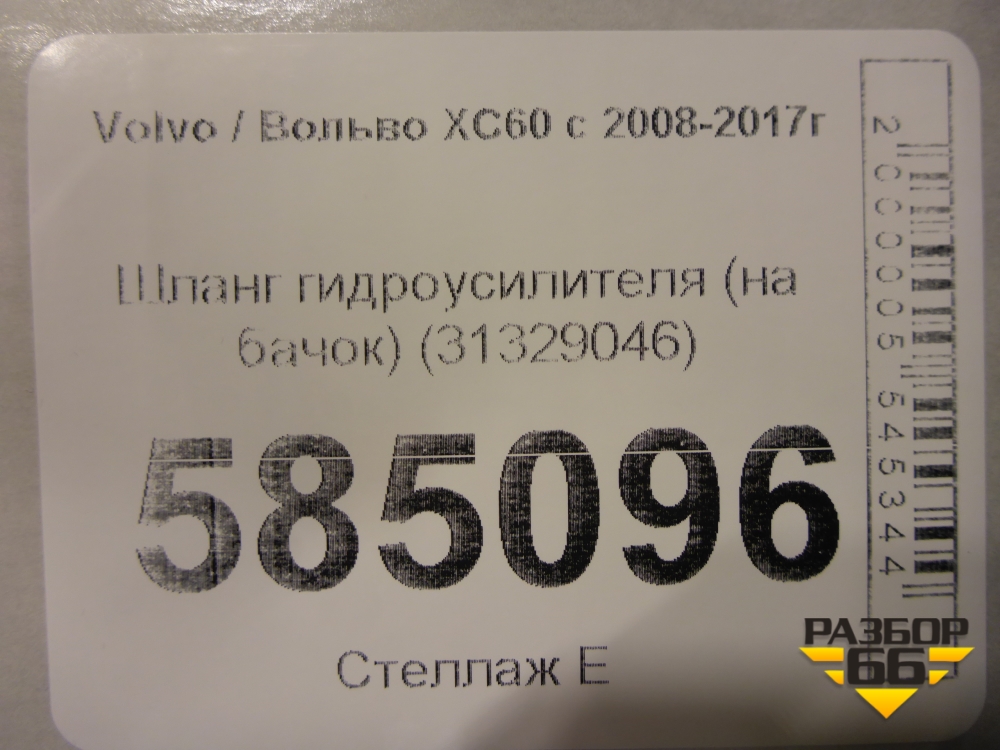 Volvo / Вольво XC60 с 2008-2017г
Шланг гидроусилителя (на
бачок) (31329046)
585096
Стеллаж Е
2000005545344
РАЗБОР
66